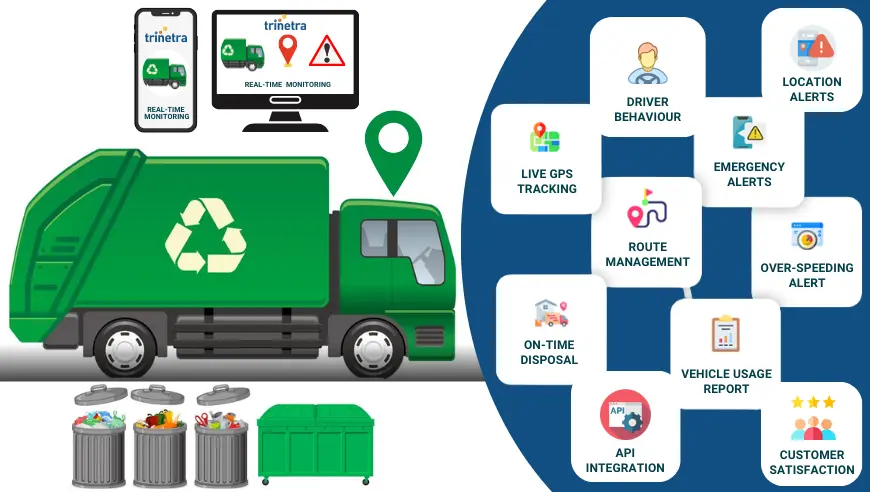 trinetra
REAL-TIME
MONITORING
trinetra
REAL-TIME MONITORING
DRIVER
BEHAVIOUR
LOCATION
ALERTS
LIVE GPS
TRACKING
EMERGENCY
ALERTS
ROUTE
MANAGEMENT
OVER-SPEEDING
ALERT
ON-TIME
DISPOSAL
VEHICLE USAGE
REPORT
API
API
INTEGRATION
CUSTOMER
SATISFACTION